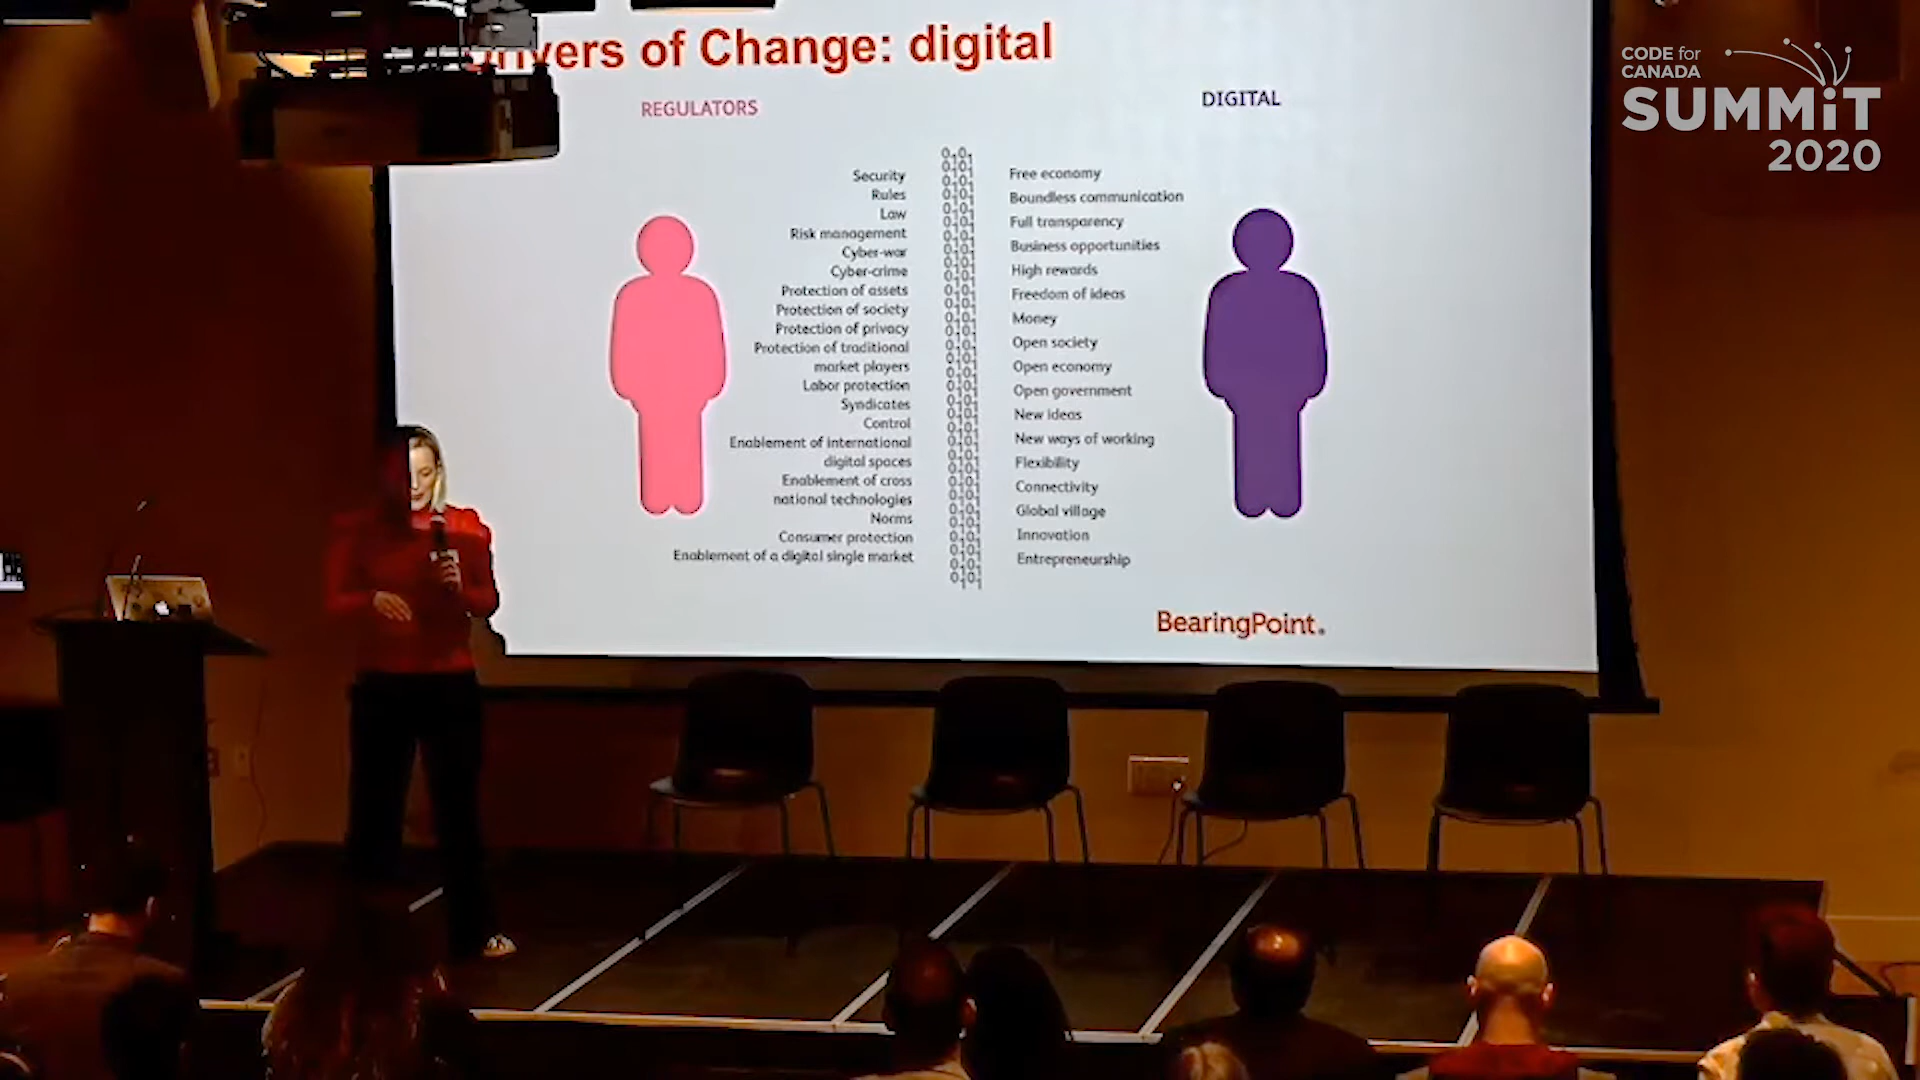 Drivers of Change: digital
REGULATORS
Security
Rules
Law
Risk management
Cyber-war
Cyber-crime
Protection of assets
Protection of society
Protection of privacy
Protection of traditional
market players
Labor protection
Syndicates
Control
Enablement of international
digital spaces
Enablement of cross
national technologies
Norms
Consumer protection
Enablement of a digital single market
DIGITAL
Free economy
Boundless communication
Full transparency
Business opportunities
High rewards
Freedom of ideas
Money
Open society
Open economy
Open government
New ideas
New ways of working
Flexibility
Connectivity
Global village
Innovation
Entrepreneurship
BearingPoint.
CODE for
CANADA
SUMMiT
2020